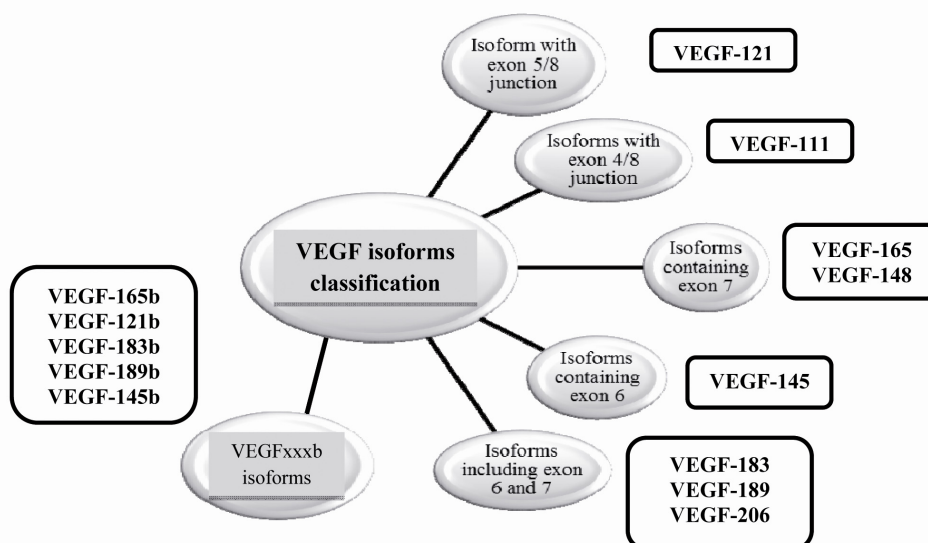 Isoform with
exon 5/8
junction
VEGF-121
Isoforms with
exon 4/8
junction
VEGF-111
VEGF isoforms
classification
Isoforms
containing
exon 7
VEGF-165
VEGF-148
VEGF-165b
VEGF-121b
VEGF-183b
VEGF-189b
VEGF-145b
Isoforms
containing
exon 6
VEGF-145
VEGFxxxb
isoforms
Isoforms
including exon
6 and 7
VEGF-183
VEGF-189
VEGF-206